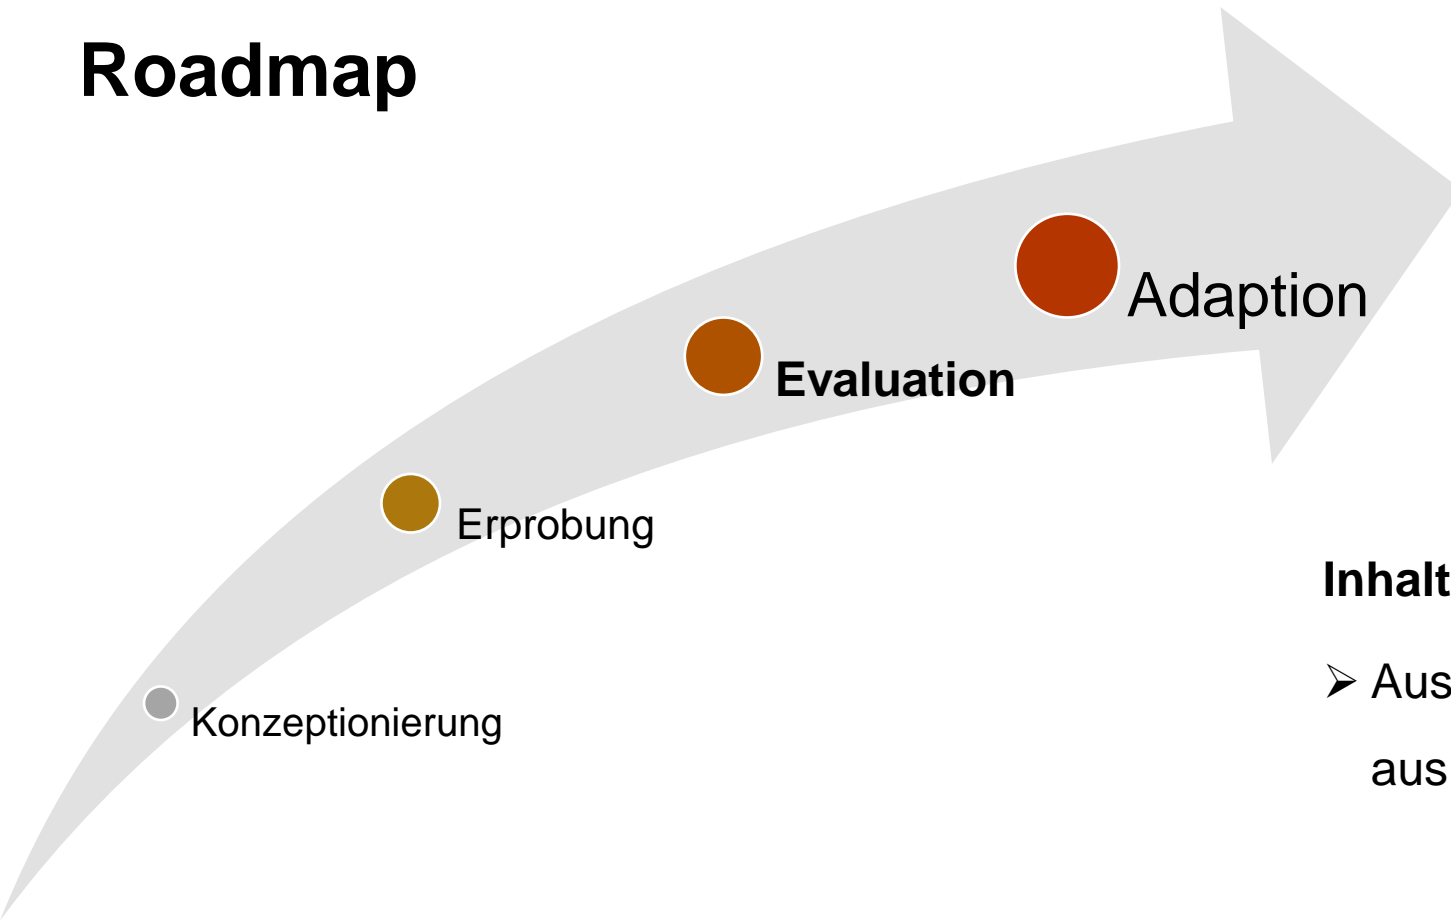 Roadmap
Adaption
Evaluation
Erprobung
Konzeptionierung
Inhalt
➢ Aus
aus